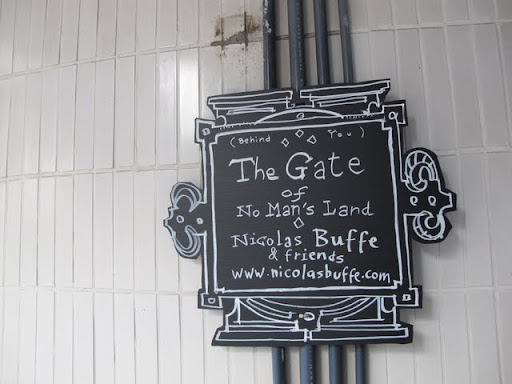 (Behind You)
The Gate
of
No Man's Land
Nicolas Buffe
& friends
www.nicolasbuffe.com